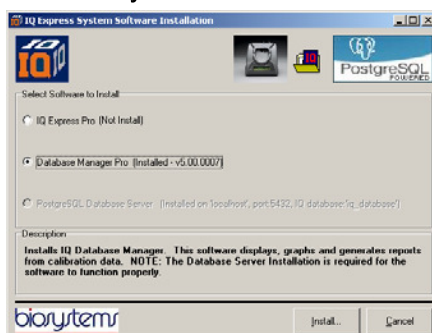 IQ Express System Software Installation
IQ
PostgreSQL
POWERED
Select Software to Install
IQ Express Pro (Not Install)
Database Manager Pro (Installed - v5.00.0007)
PostgreSQL Database Server (Installed on 'localhost', port:5432, IQ database:'iq_database')
Description
Installs IQ Database Manager. This software displays, graphs and generates reports
from calibration data. NOTE: The Database Server Installation is required for the
software to function properly.
biosystems
Install...
Cancel